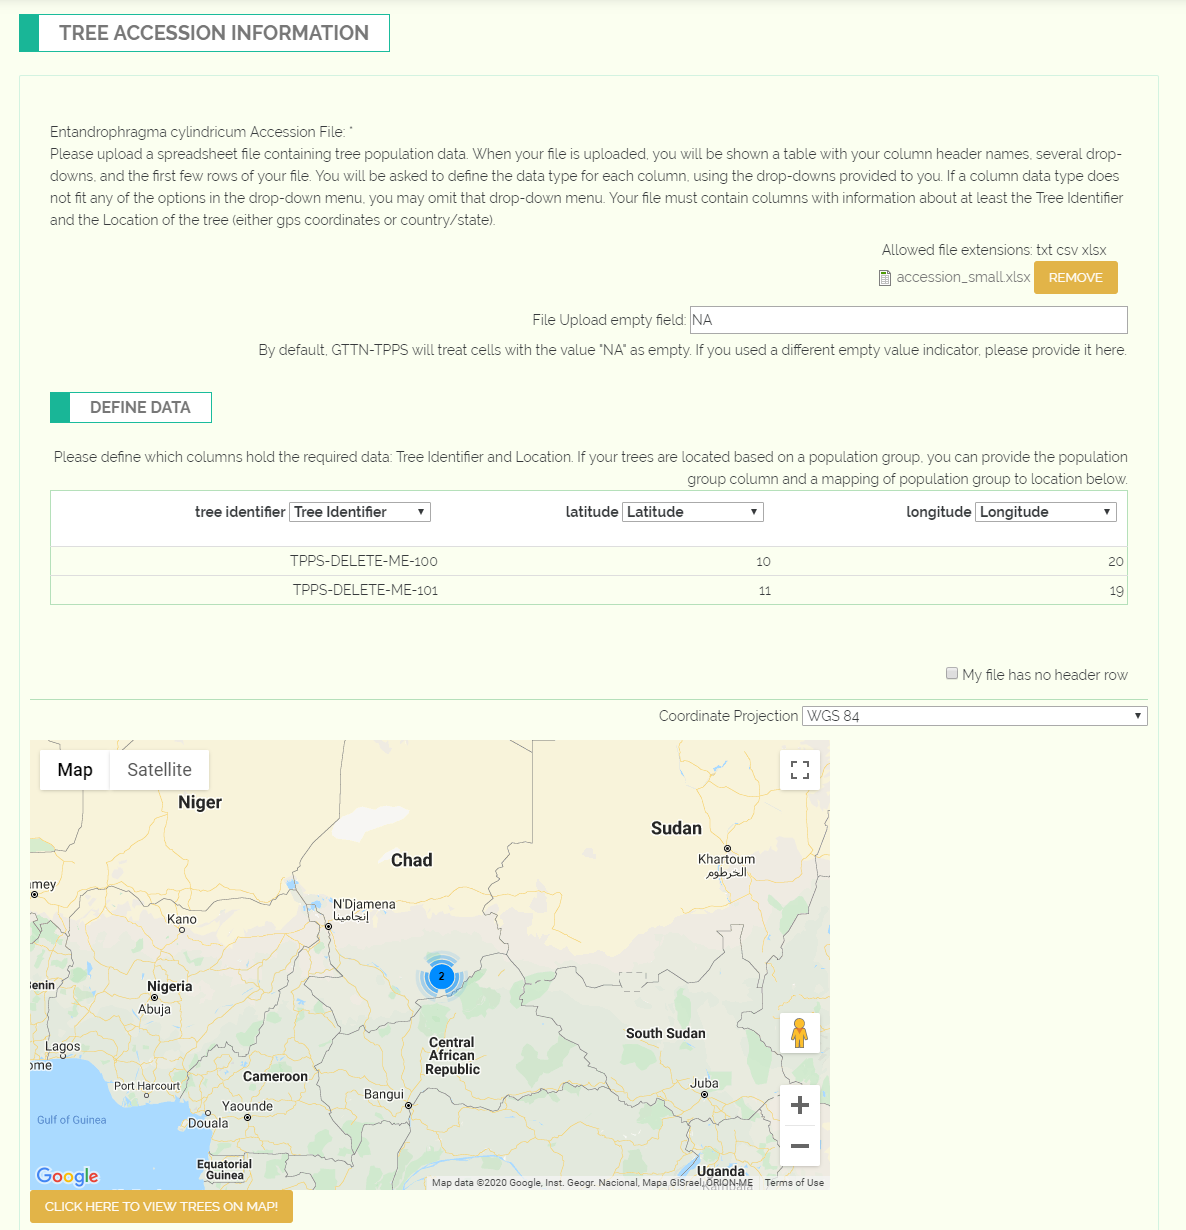 TREE ACCESSION INFORMATION
Entandrophragma cylindricum Accession File: *
Please upload a spreadsheet file containing tree population data. When your file is uploaded, you will be shown a table with your column header names, several drop-
downs, and the first few rows of your file. You will be asked to define the data type for each column, using the drop-downs provided to you. If a column data type does
not fit any of the options in the drop-down menu, you may omit that drop-down menu. Your file must contain columns with information about at least the Tree Identifier
and the Location of the tree (either gps coordinates or country/state).
Allowed file extensions: txt csv xlsx
accession_small.xlsx REMOVE
File Upload empty field: NA
By default, GTTN-TPPS will treat cells with the value "NA" as empty. If you used a different empty value indicator, please provide it here.
DEFINE DATA
Please define which columns hold the required data: Tree Identifier and Location. If your trees are located based on a population group, you can provide the population
group column and a mapping of population group to location below.
tree identifier Tree Identifier latitude Latitude longitude Longitude
TPPS-DELETE-ME-100 10 20
TPPS-DELETE-ME-101 11 19
My file has no header row
Coordinate Projection WGS 84
Map Satellite
Niger
Sudan
Chad
Khartoum
الخرطوم
mey
N'Djamena
إنجامينا
Kano
2
Benin
Nigeria
Abuja
South Sudan
Central
African
Republic
Lagos
ome
Cameroon
Port Harcourt
Juba
Bangui
Yaounde
Gulf of Guinea
Douala
Equatorial
Guinea
Uganda
Kampala
Google
Map data ©2020 Google, Inst. Geogr. Nacional, Mapa GISrael, ORION-ME Terms of Use
CLICK HERE TO VIEW TREES ON MAP!